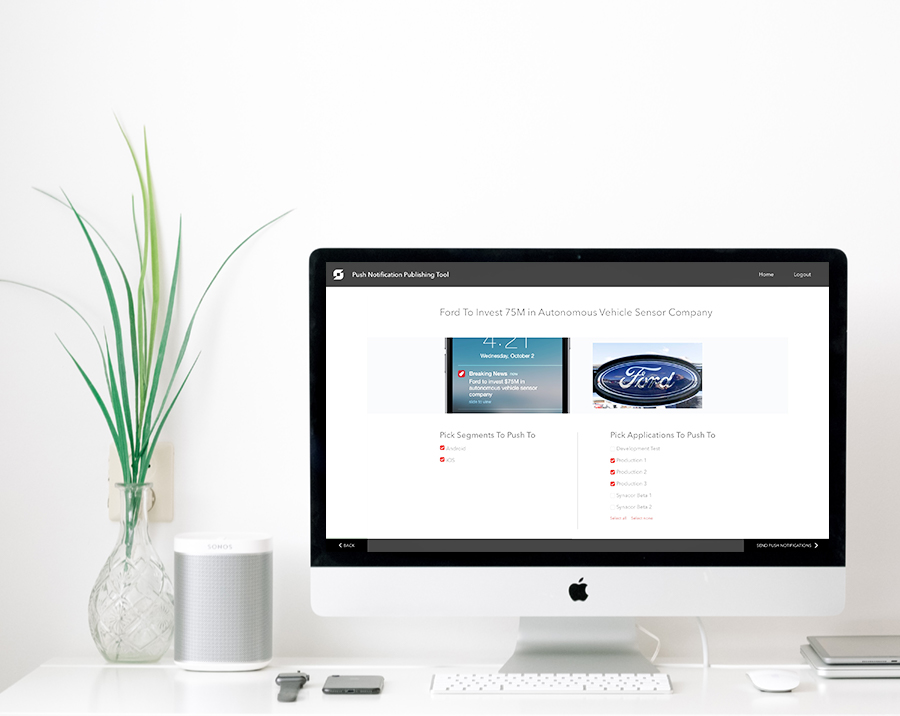 Push Notification Publishing Tool
Home
Logout
Ford To Invest 75M in Autonomous Vehicle Sensor Company
4:21
Wednesday, October 2
Breaking News now
Ford to invest $75M in
autonomous vehicle sensor
company
slide to view
Ford
Pick Segments To Push To
Android
iOS
Pick Applications To Push To
Development Test
Production 1
Production 2
Production 3
Synacor Beta 1
Synacor Beta 2
Select all Select none
BACK
SEND PUSH NOTIFICATIONS
SONOS